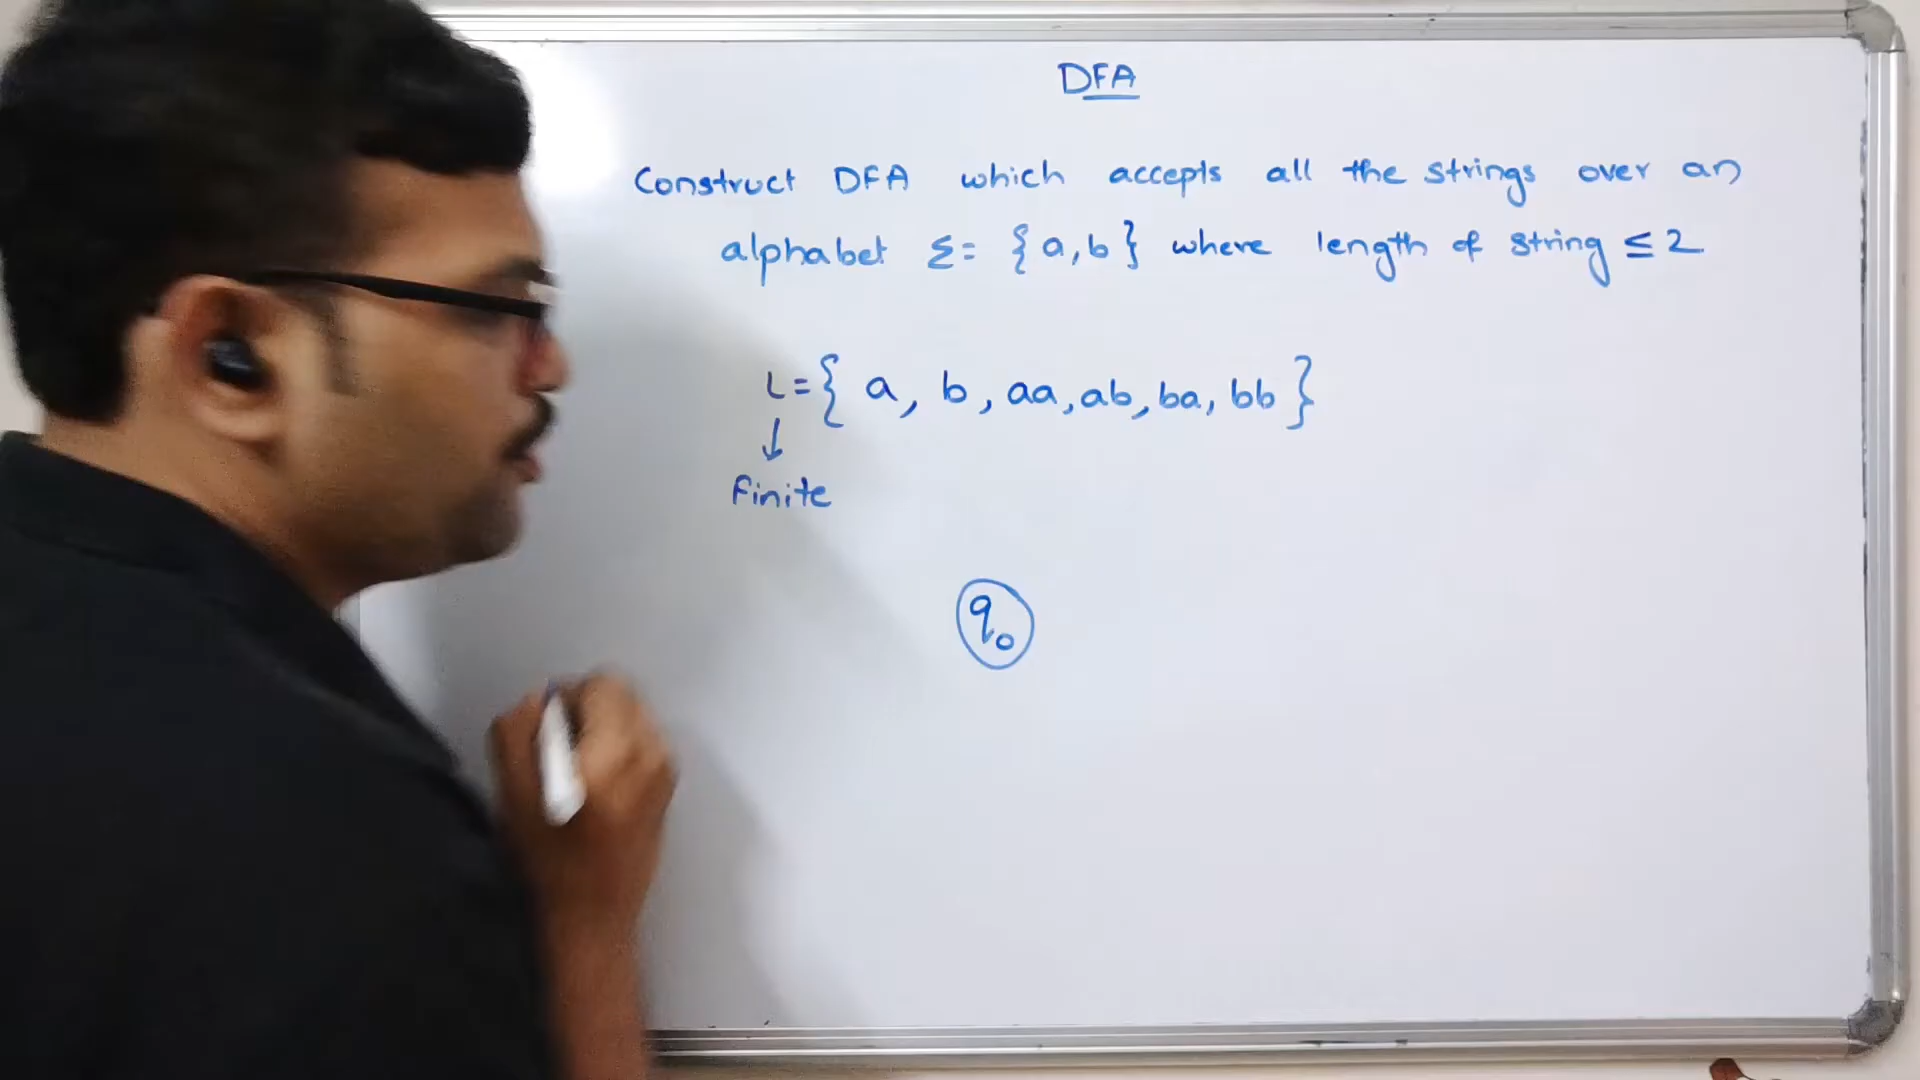 DFA
Construct DFA which accepts all the strings over an
alphabet Σ = {a,b} where length of string ≤ 2
L = { a, b, aa, ab, ba, bb }
↓
Finite
q₀